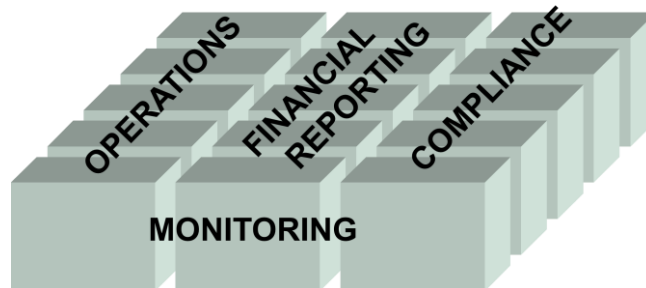 OPERATIONS
FINANCIAL
REPORTING
COMPLIANCE
MONITORING